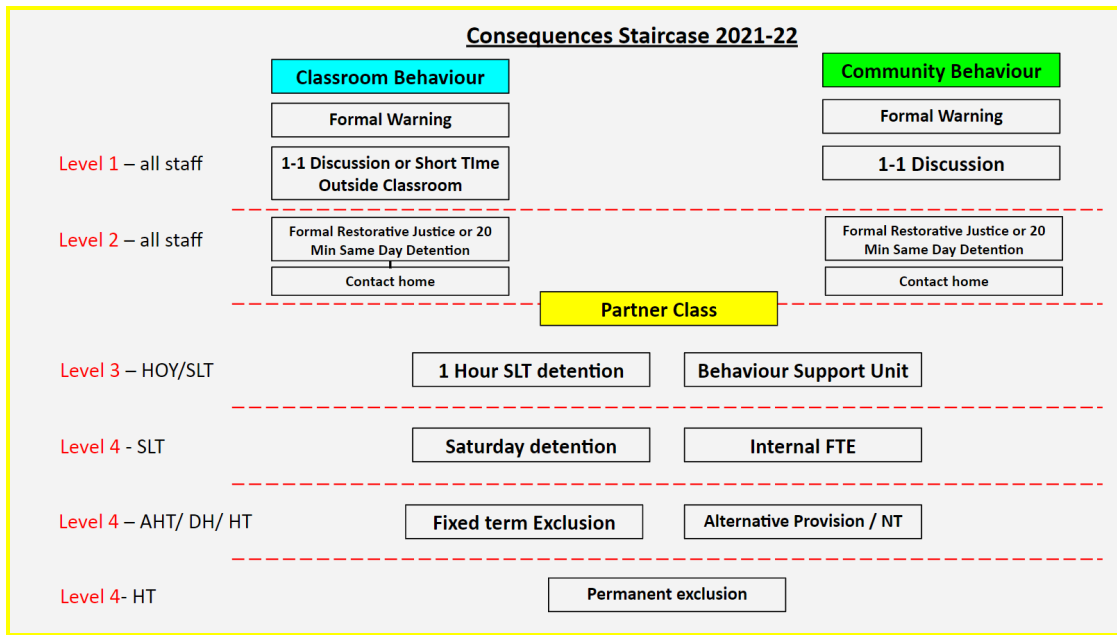 Consequences Staircase 2021-22
Classroom Behaviour
Community Behaviour
Formal Warning
Formal Warning
Level 1 – all staff
1-1 Discussion or Short TIme
Outside Classroom
1-1 Discussion
Level 2 – all staff
Formal Restorative Justice or 20
Min Same Day Detention
Formal Restorative Justice or 20
Min Same Day Detention
Contact home
Contact home
Partner Class
Level 3 – HOY/SLT
1 Hour SLT detention
Behaviour Support Unit
Level 4 - SLT
Saturday detention
Internal FTE
Level 4 – AHT/ DH/ HT
Fixed term Exclusion
Alternative Provision / NT
Level 4- HT
Permanent exclusion